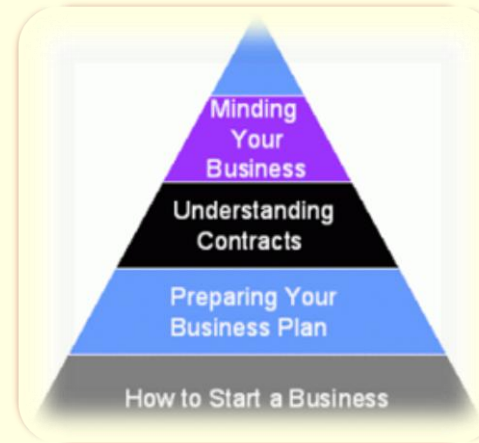 Minding
Your
Business
Understanding
Contracts
Preparing Your
Business Plan
How to Start a Business